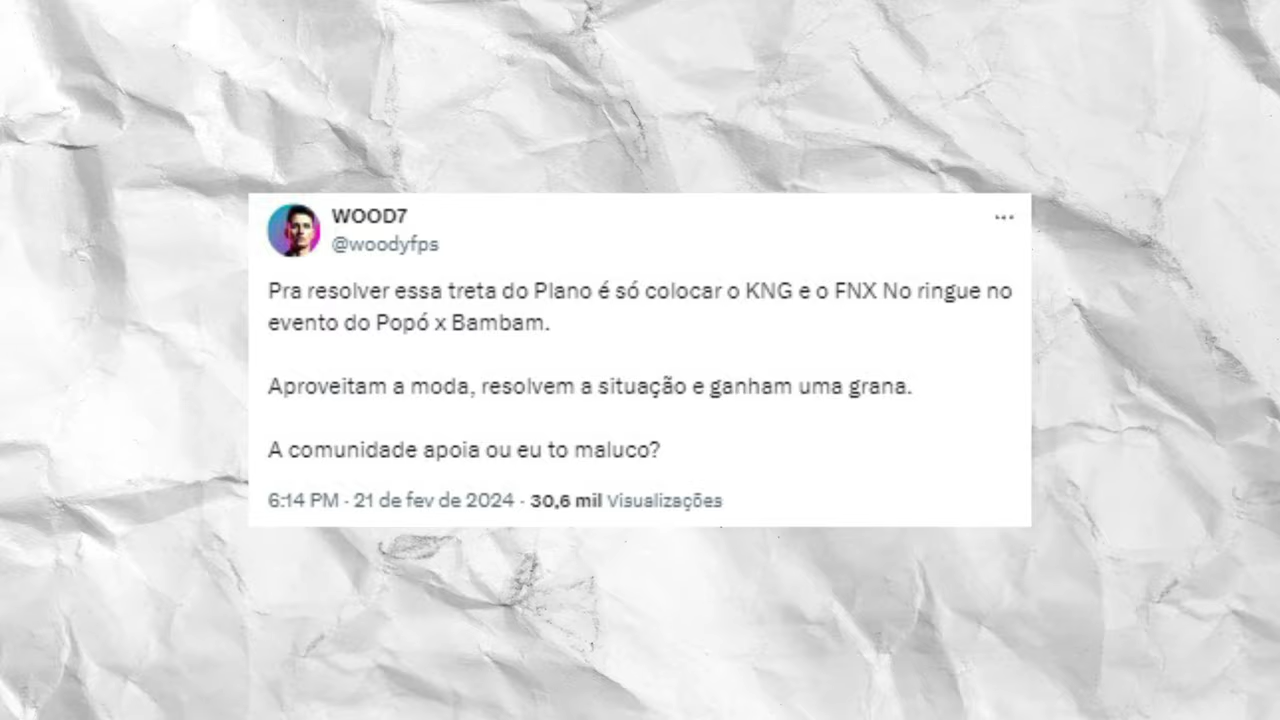 WOOD7
@woodyfps
Pra resolver essa treta do Plano é só colocar o KNG e o FNX No ringue no
evento do Popó x Bambam.
Aproveitam a moda, resolvem a situação e ganham uma grana.
A comunidade apoia ou eu to maluco?
6:14 PM · 21 de fev de 2024 · 30,6 mil Visualizações